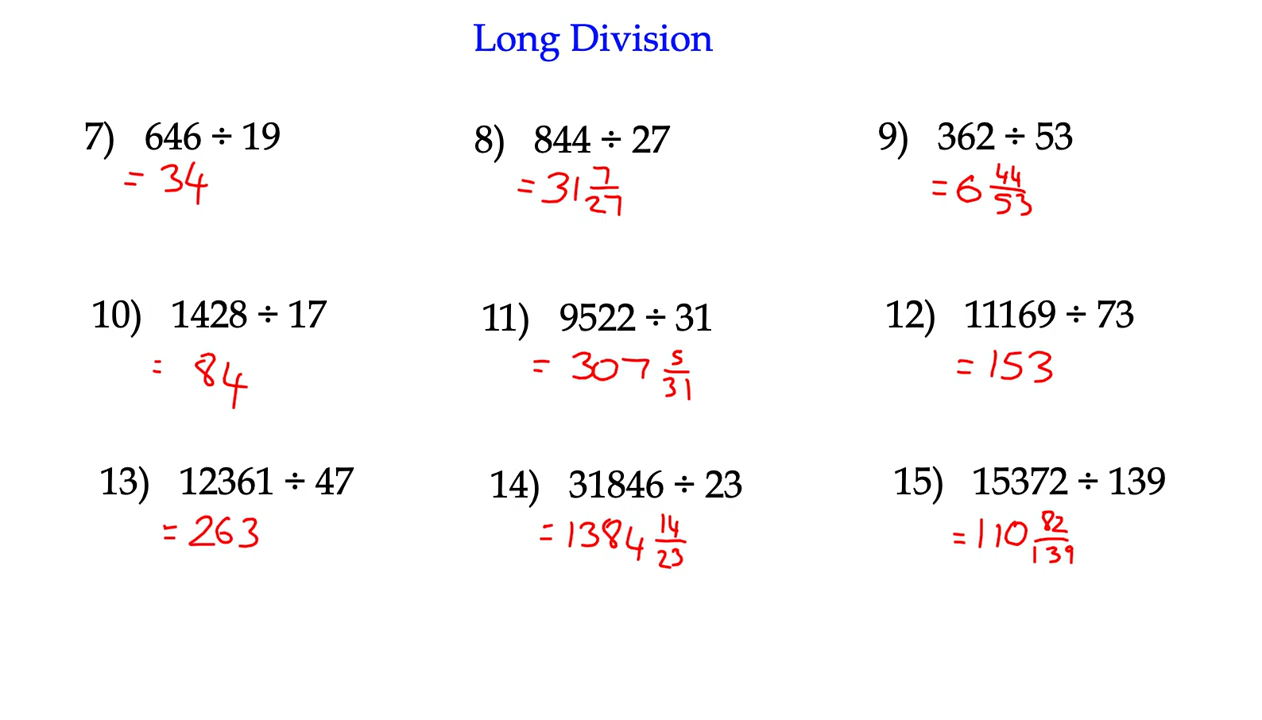 Long Division
7) 646 ÷ 19
= 34
8) 844 ÷ 27
= 31 7/27
9) 362 ÷ 53
= 6 44/53
10) 1428 ÷ 17
= 84
11) 9522 ÷ 31
= 307 5/31
12) 11169 ÷ 73
= 153
13) 12361 ÷ 47
= 263
14) 31846 ÷ 23
= 1384 14/23
15) 15372 ÷ 139
= 110 82/139